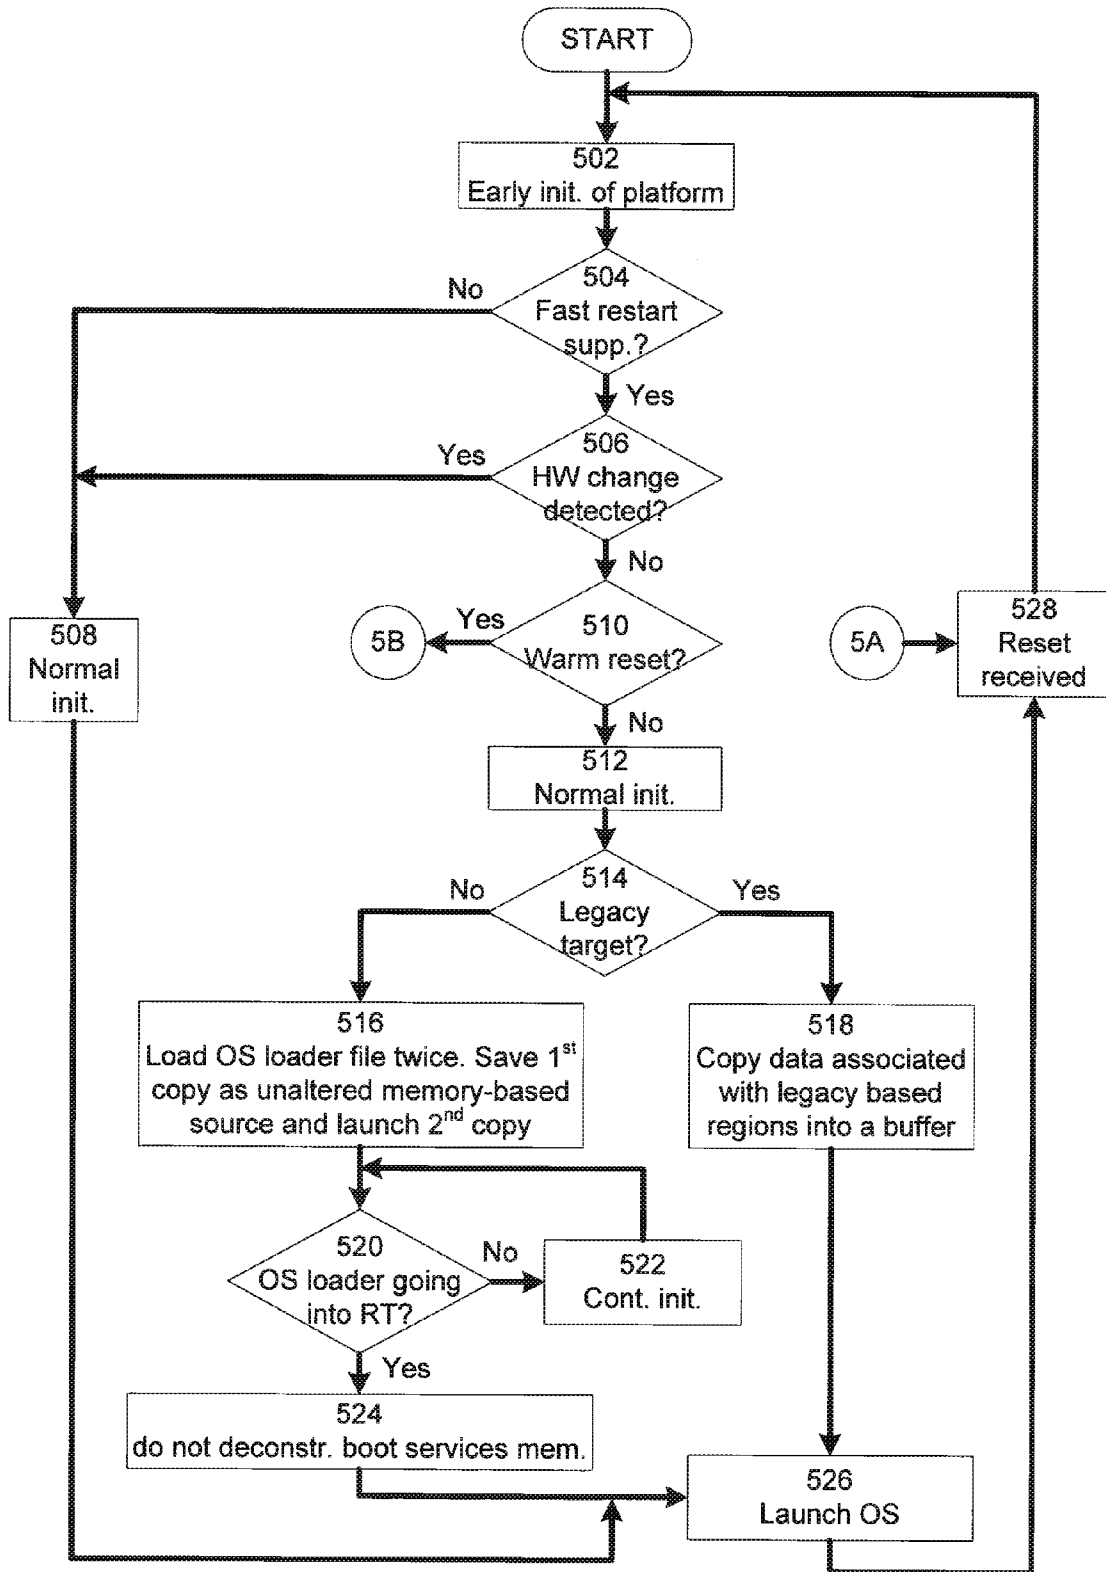 START
502
Early init. of platform
504
Fast restart
supp.?
No
Yes
506
HW change
detected?
Yes
No
508
Normal
init.
5B
Yes
510
Warm reset?
5A
528
Reset
received
No
512
Normal init.
No
514
Legacy
target?
Yes
516
Load OS loader file twice. Save 1st
copy as unaltered memory-based
source and launch 2nd copy
518
Copy data associated
with legacy based
regions into a buffer
520
OS loader going
into RT?
No
522
Cont. init.
Yes
524
do not deconstr. boot services mem.
526
Launch OS